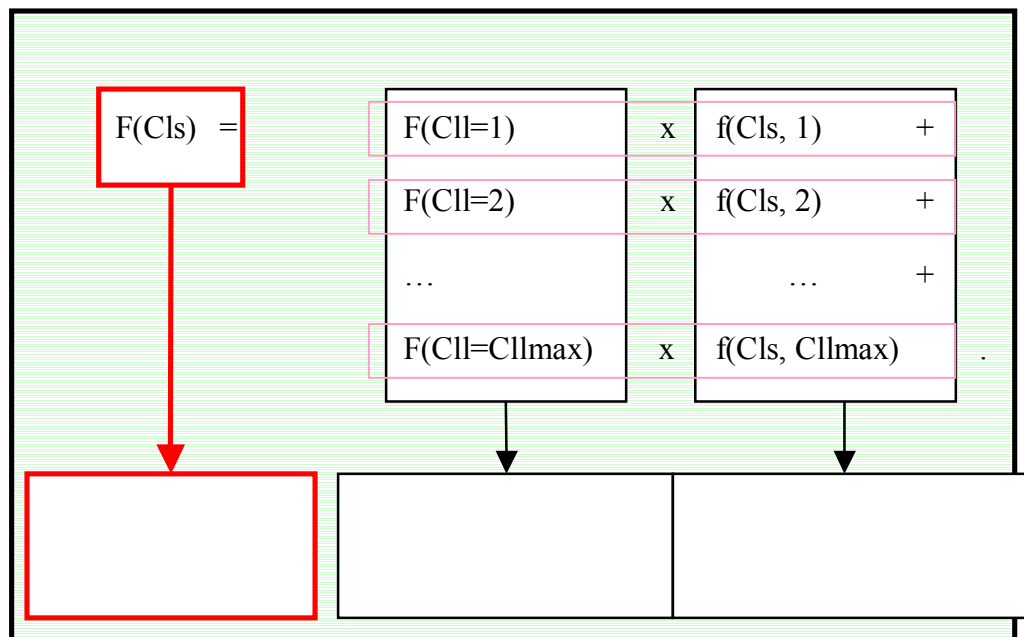 F(Cls) = F(Cll=1) x f(Cls, 1) +
F(Cll=2) x f(Cls, 2) +
… … +
F(Cll=Cllmax) x f(Cls, Cllmax) .